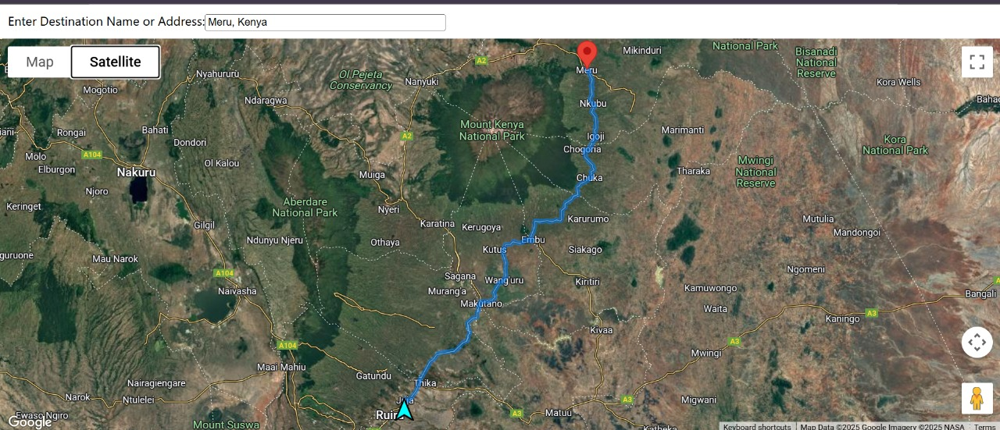 Enter Destination Name or Address:
Meru, Kenya
Map
Satellite
National Park
Mikinduri
Bisanadi
National
Reserve
A2
Meru
Nyahururu
Ol Pejeta
Conservancy
Nanyuki
Kora Wells
Mogotio
Ndaragwa
Nkubu
Rongai
Bahati
Mount Kenya
National Park
Marimanti
A2
Igoji
Dondori
Chogoria
Kora
National Park
A104
Molo
Elburgon
Nakuru
Ol Kalou
Muiga
Chuka
Tharaka
Mwingi
National
Reserve
Njoro
Keringet
Aberdare
National Park
Nyeri
Gilgil
Karatina
Kerugoya
Karurumo
Mutulia
Mandongoi
Ndunyu Njeru
Othaya
Embu
Kutus
Siakago
Mau Narok
A104
Sagana
Wang'uru
Kiritiri
Ngomeni
Naivasha
Murang'a
Makutano
Kamuwongo
Waita
Bangali
A3
Kaningo
Kivaa
A104
A3
Mwingi
Maai-Mahiu
Gatundu
Thika
Nairagiengare
Narok
Ntulelei
Juja
A3
Migwani
A3
Matuu
Ewaso Ngiro
Google
Mount Suswa
Katheka
Keyboard shortcuts
Map Data ©2025 Google Imagery ©2025 NASA
Terms